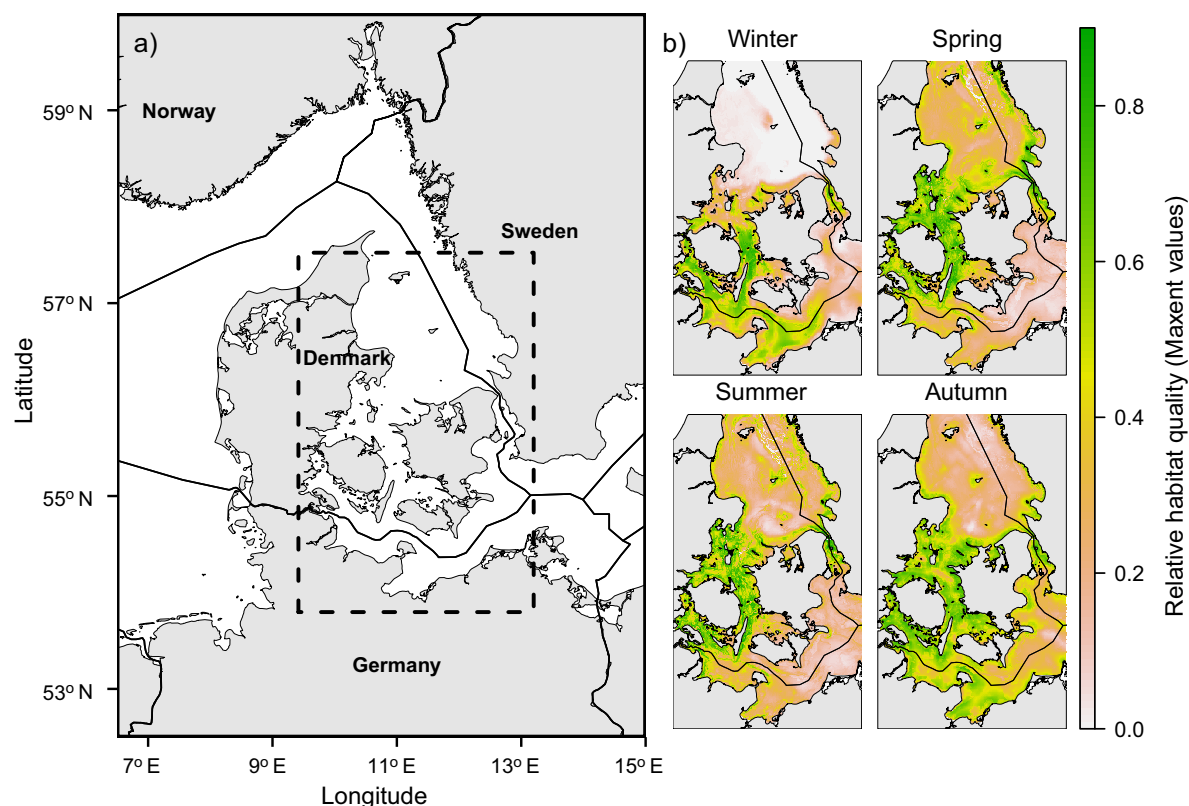 a)
Norway
Sweden
Denmark
Germany
59° N
57° N
55° N
53° N
Latitude
7° E
9° E
11° E
13° E
15° E
Longitude
b)
Winter
Spring
Summer
Autumn
0.8
0.6
0.4
0.2
0.0
Relative habitat quality (Maxent values)